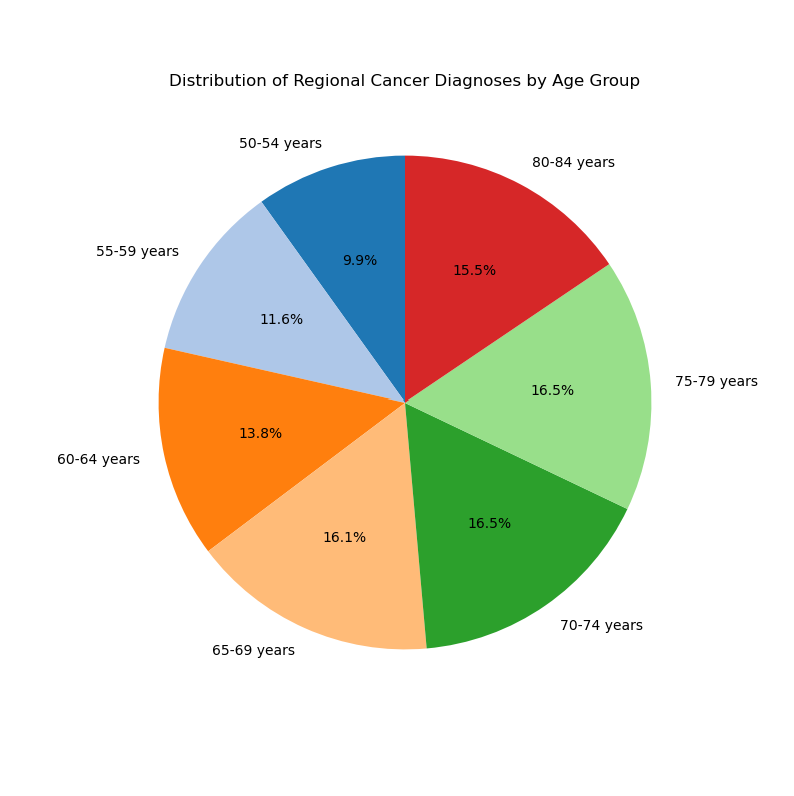 Distribution of Regional Cancer Diagnoses by Age Group
50-54 years
80-84 years
55-59 years
9.9%
15.5%
11.6%
75-79 years
16.5%
13.8%
60-64 years
16.5%
16.1%
70-74 years
65-69 years